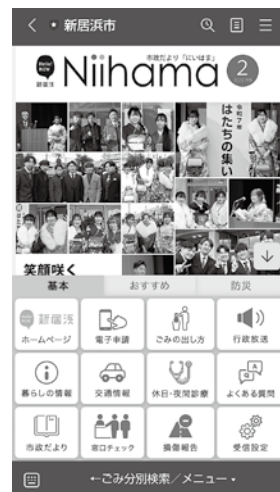 新居浜市
市政だより「にいはま」
Hello! NEW
新居浜
Niihama
2
令和7年
はたちの集い
笑顔咲く
基本
おすすめ
防災
新居浜
ホームページ
電子申請
ごみの出し方
行政放送
暮らしの情報
交通情報
休日・夜間診療
よくある質問
市政だより
窓口チェック
損傷報告
受信設定
←ごみ分別検索／メニュー